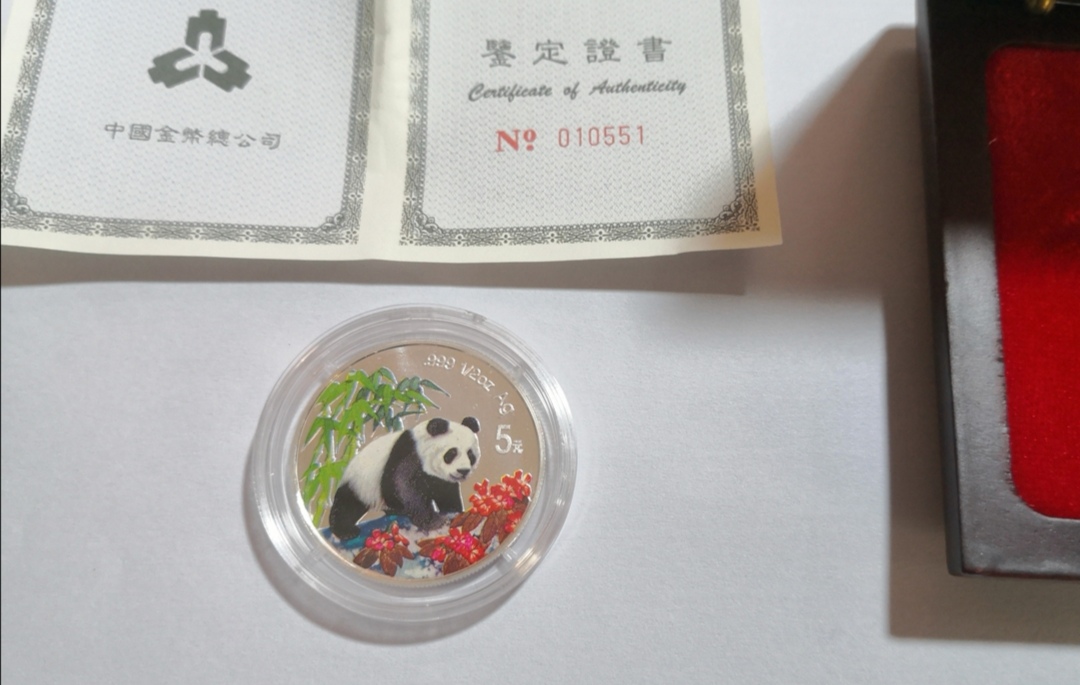 中國金幣總公司
鑒定證書
Certificate of Authenticity
Nº 010551
.999 1/2oz Ag
5元